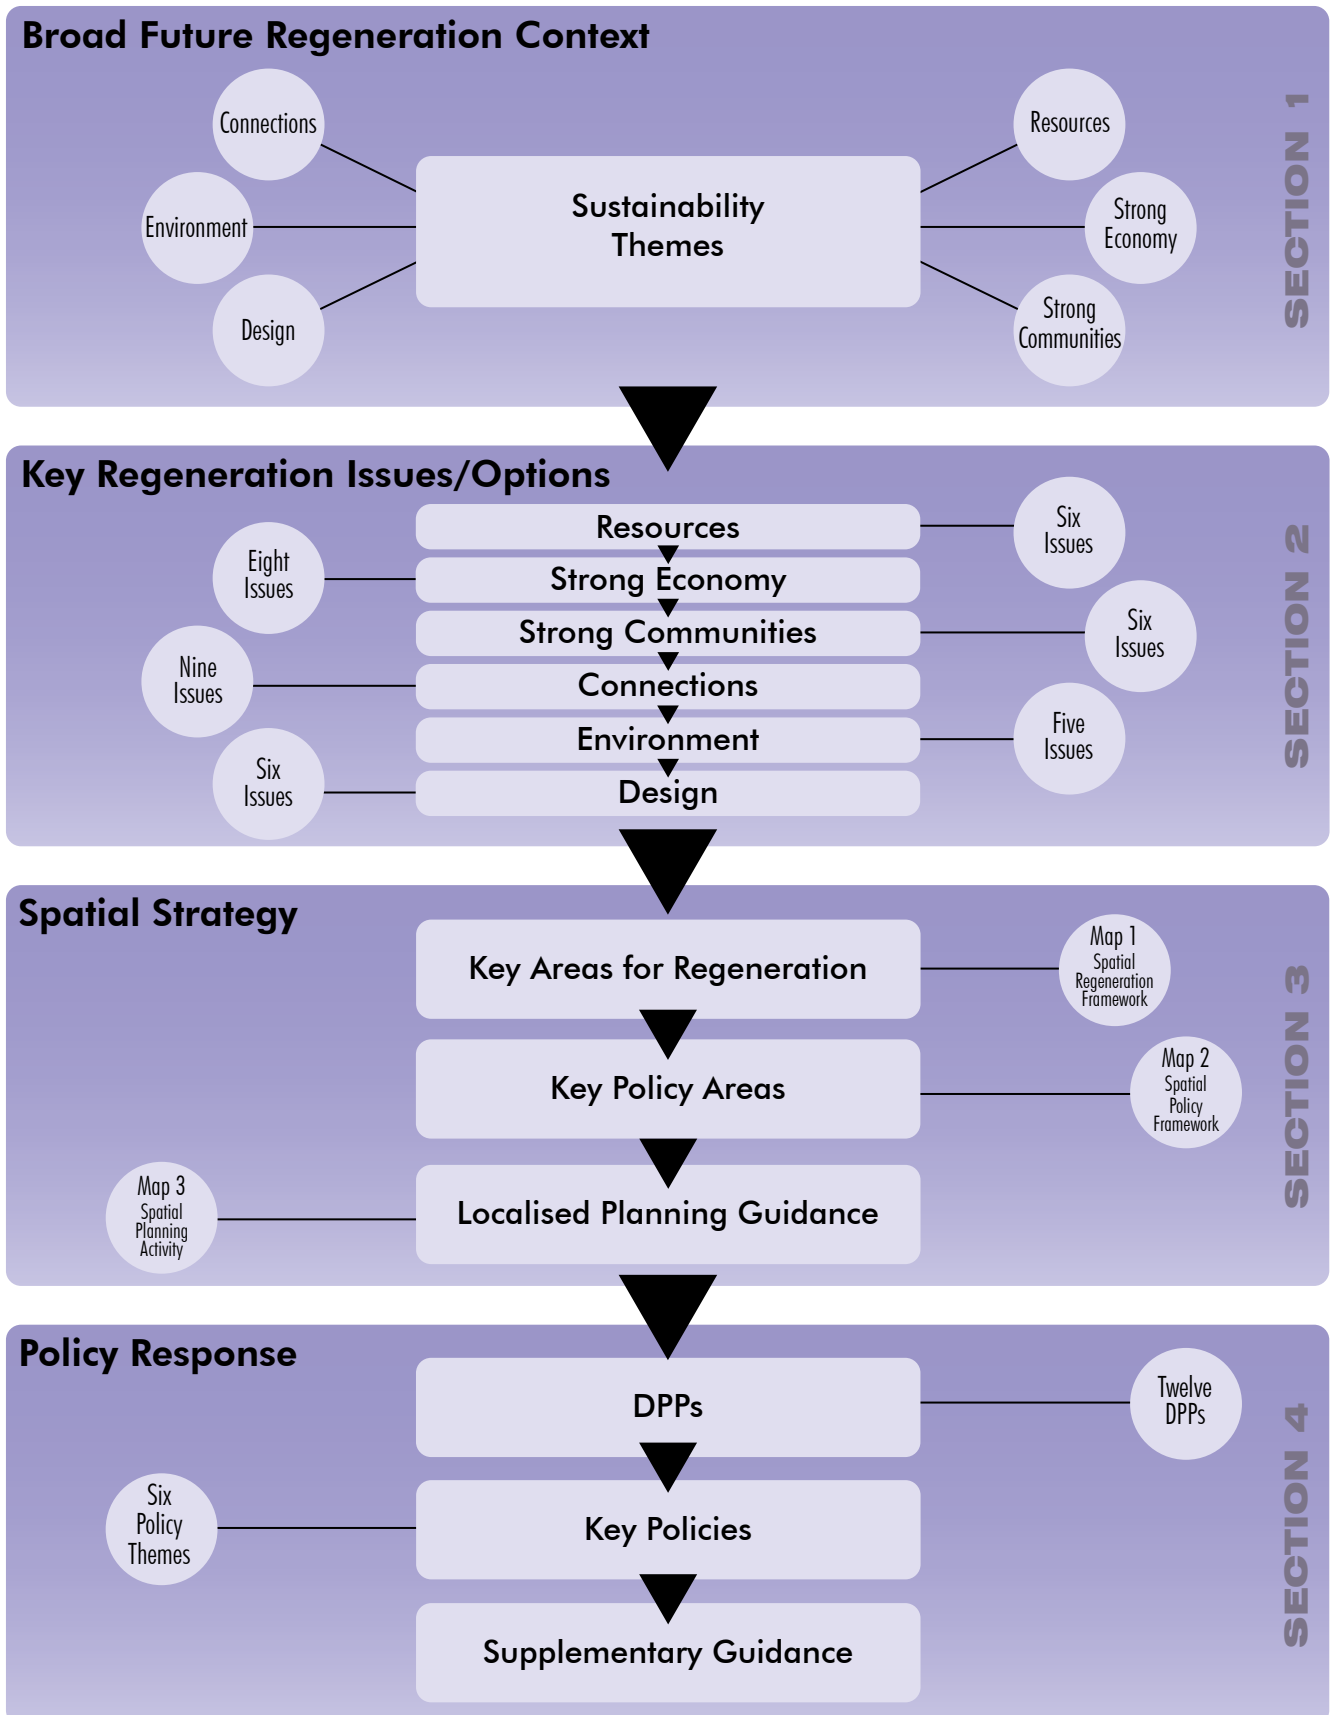 Broad Future Regeneration Context
Connections
Environment
Design
Sustainability
Themes
Resources
Strong
Economy
Strong
Communities
SECTION 1
Key Regeneration Issues/Options
Resources
Six
Issues
Eight
Issues
Strong Economy
Strong Communities
Six
Issues
Nine
Issues
Connections
Environment
Five
Issues
Six
Issues
Design
SECTION 2
Spatial Strategy
Key Areas for Regeneration
Map 1
Spatial
Regeneration
Framework
Key Policy Areas
Map 2
Spatial
Policy
Framework
Map 3
Spatial
Planning
Activity
Localised Planning Guidance
SECTION 3
Policy Response
DPPs
Twelve
DPPs
Six
Policy
Themes
Key Policies
Supplementary Guidance
SECTION 4